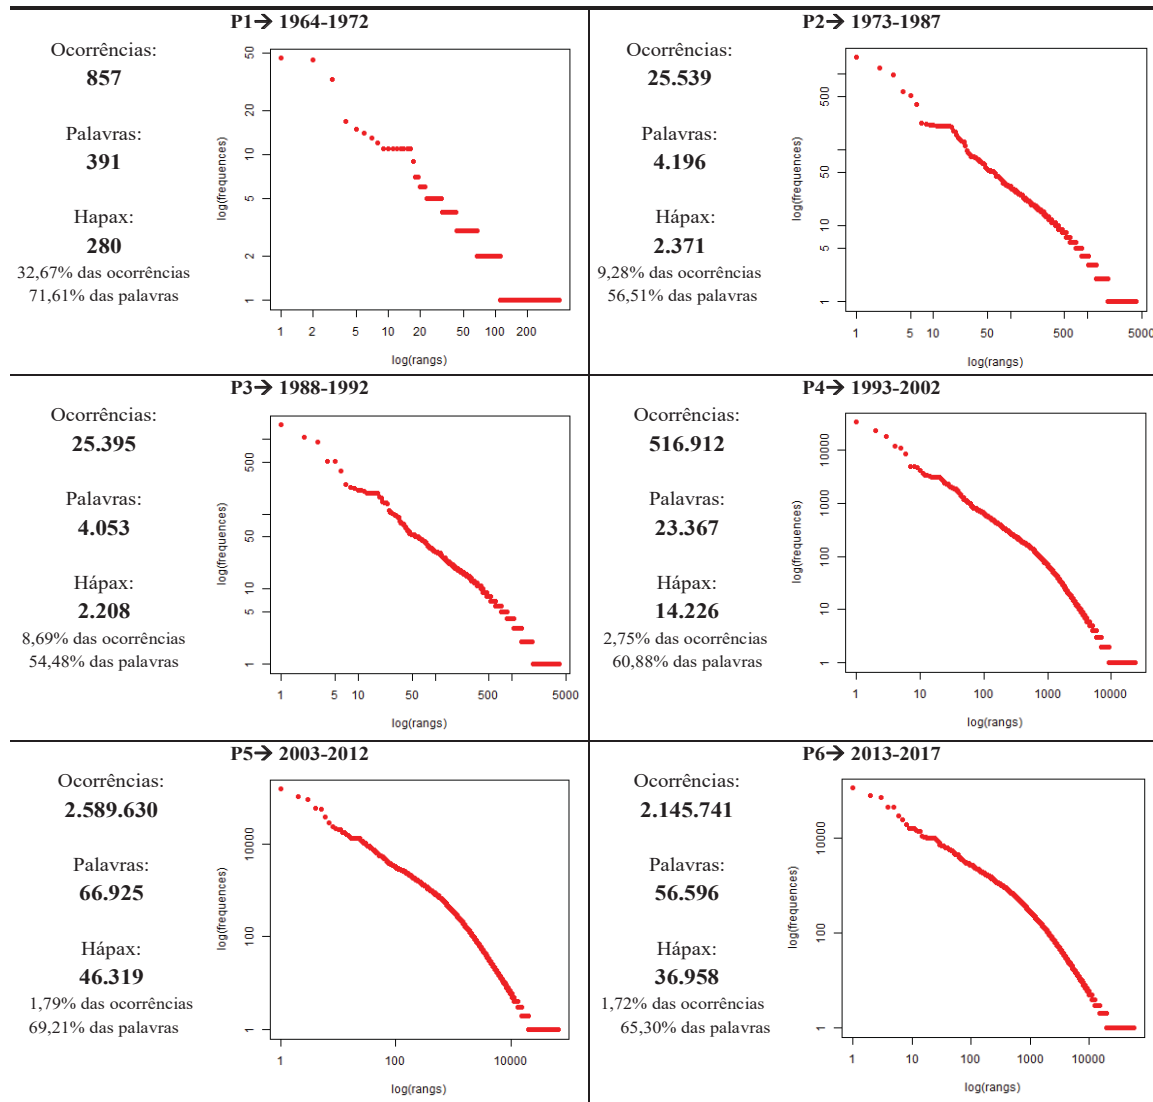 P1→ 1964-1972
Ocorrências:
857
Palavras:
391
Hapax:
280
32,67% das ocorrências
71,61% das palavras
log(frequences)
50
20
10
5
2
1
1 2 5 10 20 50 100 200
log(rangs)
P2→ 1973-1987
Ocorrências:
25.539
Palavras:
4.196
Hápax:
2.371
9,28% das ocorrências
56,51% das palavras
log(frequences)
500
50
10
5
1
1 5 10 50 500 5000
log(rangs)
P3→ 1988-1992
Ocorrências:
25.395
Palavras:
4.053
Hápax:
2.208
8,69% das ocorrências
54,48% das palavras
log(frequences)
500
50
10
5
1
1 5 10 50 500 5000
log(rangs)
P4→ 1993-2002
Ocorrências:
516.912
Palavras:
23.367
Hápax:
14.226
2,75% das ocorrências
60,88% das palavras
log(frequences)
10000
1000
100
10
1
1 10 100 1000 10000
log(rangs)
P5→ 2003-2012
Ocorrências:
2.589.630
Palavras:
66.925
Hápax:
46.319
1,79% das ocorrências
69,21% das palavras
log(frequences)
10000
100
1
1 100 10000
log(rangs)
P6→ 2013-2017
Ocorrências:
2.145.741
Palavras:
56.596
Hápax:
36.958
1,72% das ocorrências
65,30% das palavras
log(frequences)
10000
100
1
1 10 100 1000 10000
log(rangs)